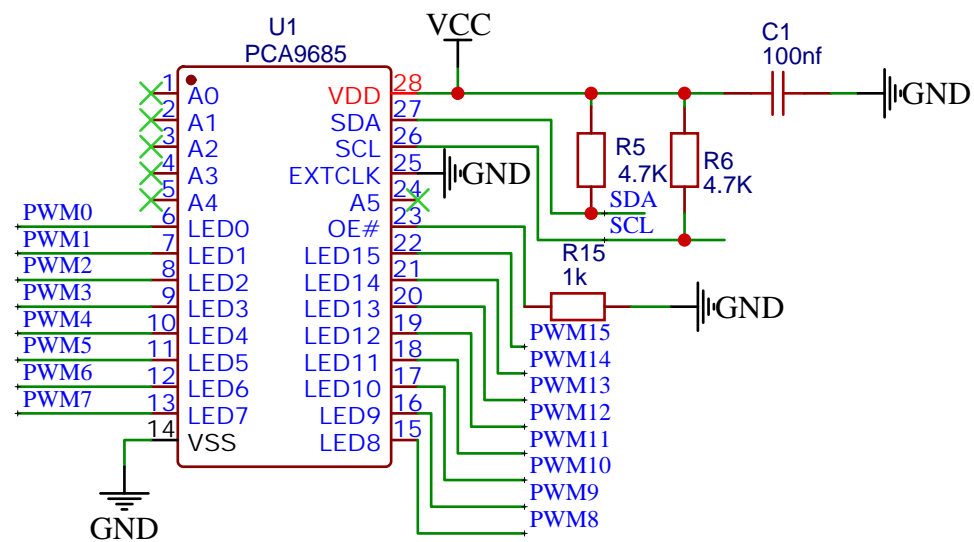 U1
PCA9685
VCC
C1
100nf
GND
1 A0
2 A1
3 A2
4 A3
5 A4
PWM0 6 LED0
PWM1 7 LED1
PWM2 8 LED2
PWM3 9 LED3
PWM4 10 LED4
PWM5 11 LED5
PWM6 12 LED6
PWM7 13 LED7
14 VSS
GND
VDD 28
SDA 27
SCL 26
EXTCLK 25 GND
A5 24
OE# 23
LED15 22
LED14 21
LED13 20
LED12 19
LED11 18
LED10 17
LED9 16
LED8 15
R5
4.7K
R6
4.7K
SDA
SCL
R15
1k
GND
PWM15
PWM14
PWM13
PWM12
PWM11
PWM10
PWM9
PWM8